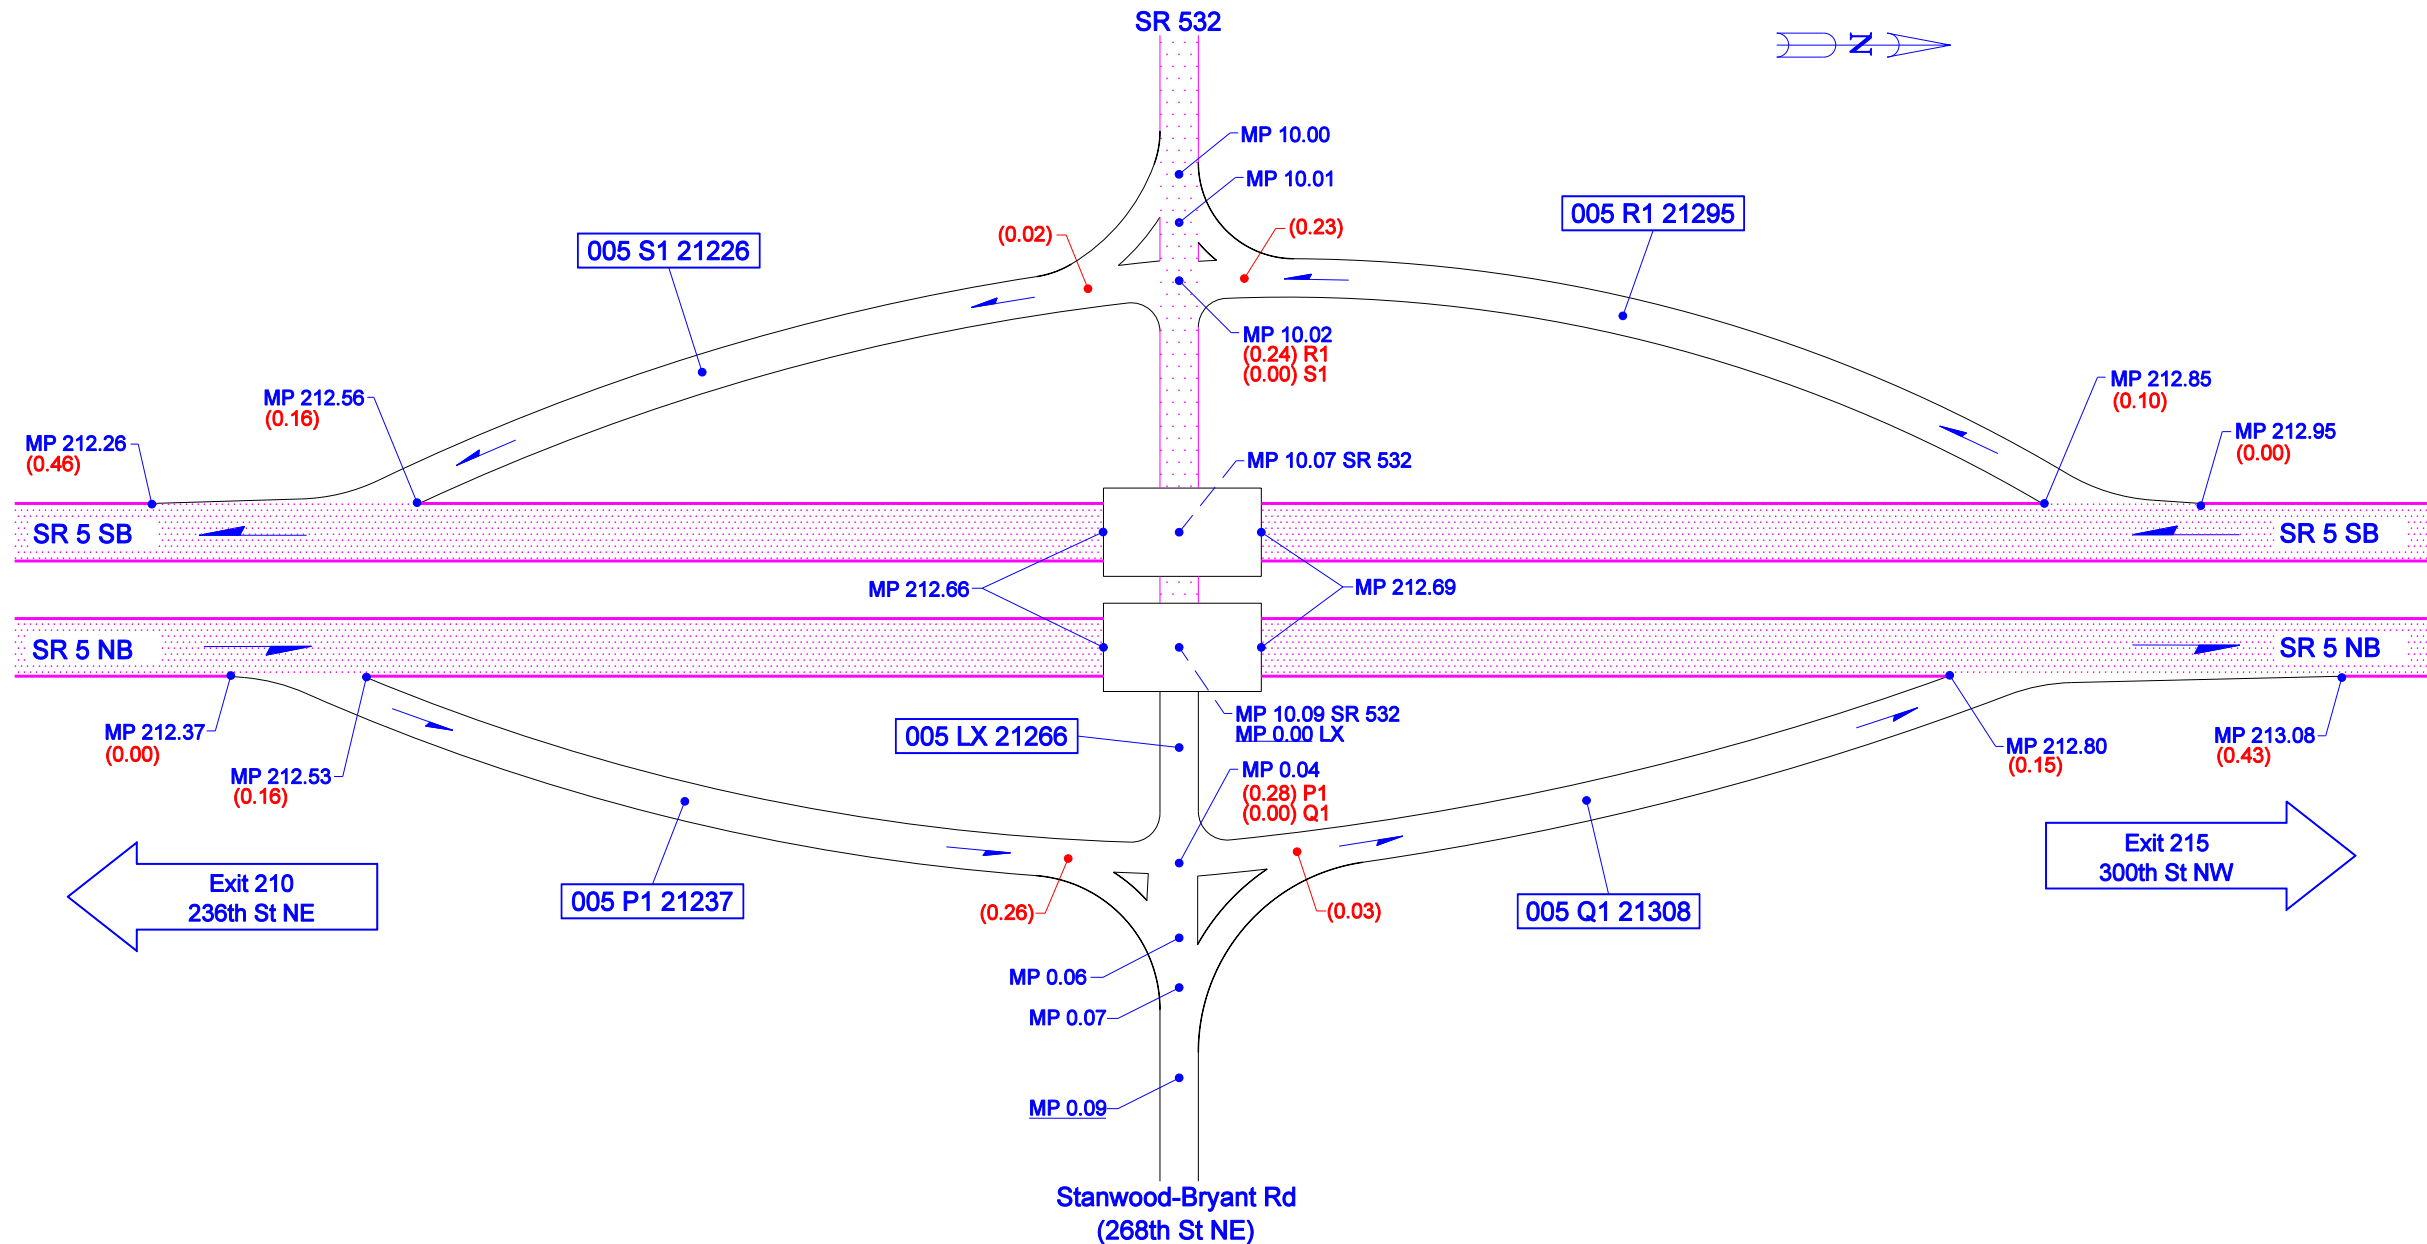 SR 532
N
MP 10.00
MP 10.01
005 R1 21295
(0.02)
(0.23)
005 S1 21226
MP 10.02
(0.24) R1
(0.00) S1
MP 212.56
(0.16)
MP 212.85
(0.10)
MP 212.26
(0.46)
MP 212.95
(0.00)
MP 10.07 SR 532
SR 5 SB
SR 5 SB
MP 212.66
MP 212.69
SR 5 NB
SR 5 NB
MP 10.09 SR 532
MP 0.00 LX
005 LX 21266
MP 212.37
(0.00)
MP 213.08
(0.43)
MP 212.80
(0.15)
MP 212.53
(0.16)
MP 0.04
(0.28) P1
(0.00) Q1
Exit 215
300th St NW
Exit 210
236th St NE
005 P1 21237
(0.26)
(0.03)
005 Q1 21308
MP 0.06
MP 0.07
MP 0.09
Stanwood-Bryant Rd
(268th St NE)